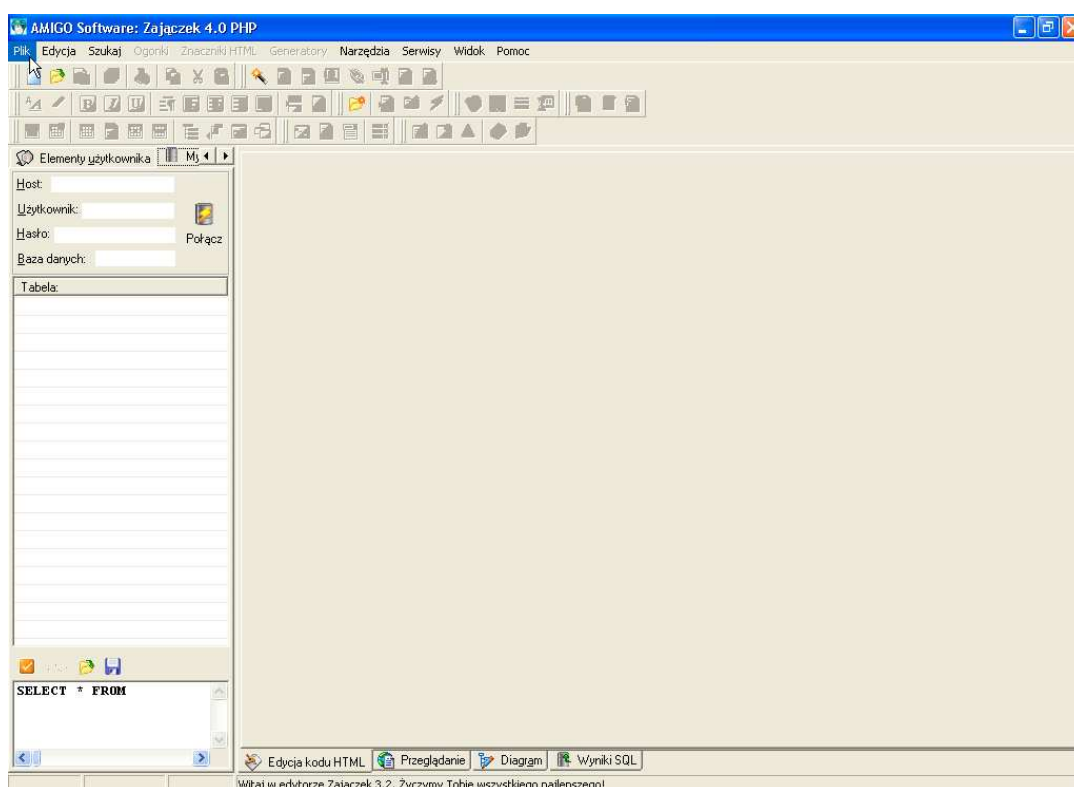 AMIGO Software: Zajączek 4.0 PHP
Plik Edycja Szukaj Ogonki Znaczniki HTML Generatory Narzędzia Serwisy Widok Pomoc
Elementy użytkownika My
Host:
Użytkownik:
Hasło:
Połącz
Baza danych:
Tabela:
SELECT * FROM
Edycja kodu HTML Przeglądanie Diagram Wyniki SQL
Witaj w edytorze Zajączek 3.2. Życzymy Tobie wszystkiego najlepszego!